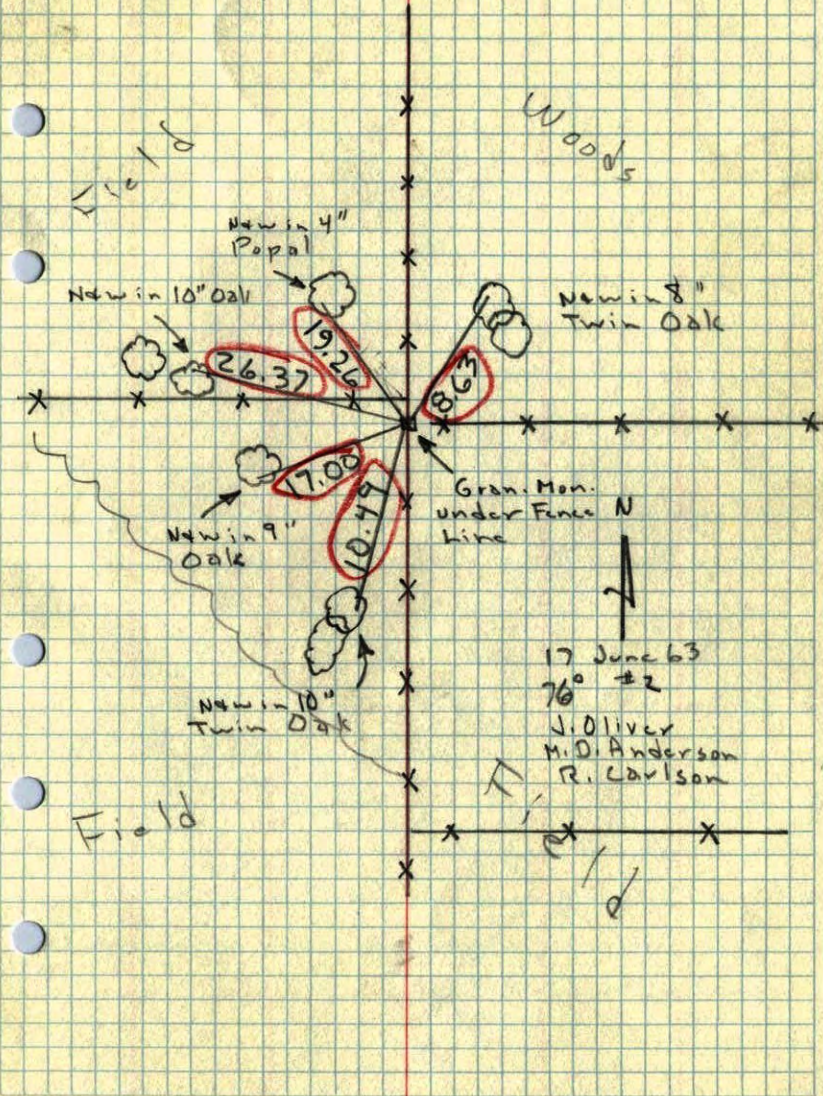 Field
Woods
N&W in 4"
Popal
N&W in 10" Oak
N&W in 8"
Twin Oak
19.26
26.37
8.63
17.00
10.49
Gran. Mon.
under Fence
Line
N
N&W in 9"
Oak
17 June 63
76° #2
N&W in 10"
Twin Oak
J. Oliver
M. D. Anderson
R. Carlson
Field
Field